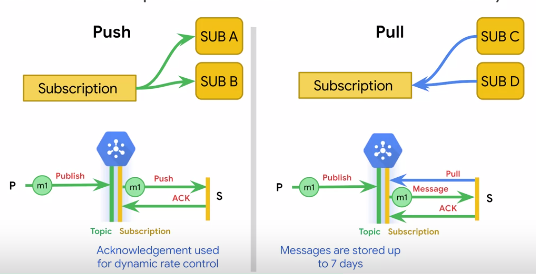 Push
SUB A
Subscription
SUB B
P
Publish
m1
m1
Push
ACK
S
Topic
Subscription
Acknowledgement used
for dynamic rate control
Pull
SUB C
Subscription
SUB D
P
Publish
m1
m1
Pull
Message
ACK
S
Topic
Subscription
Messages are stored up
to 7 days